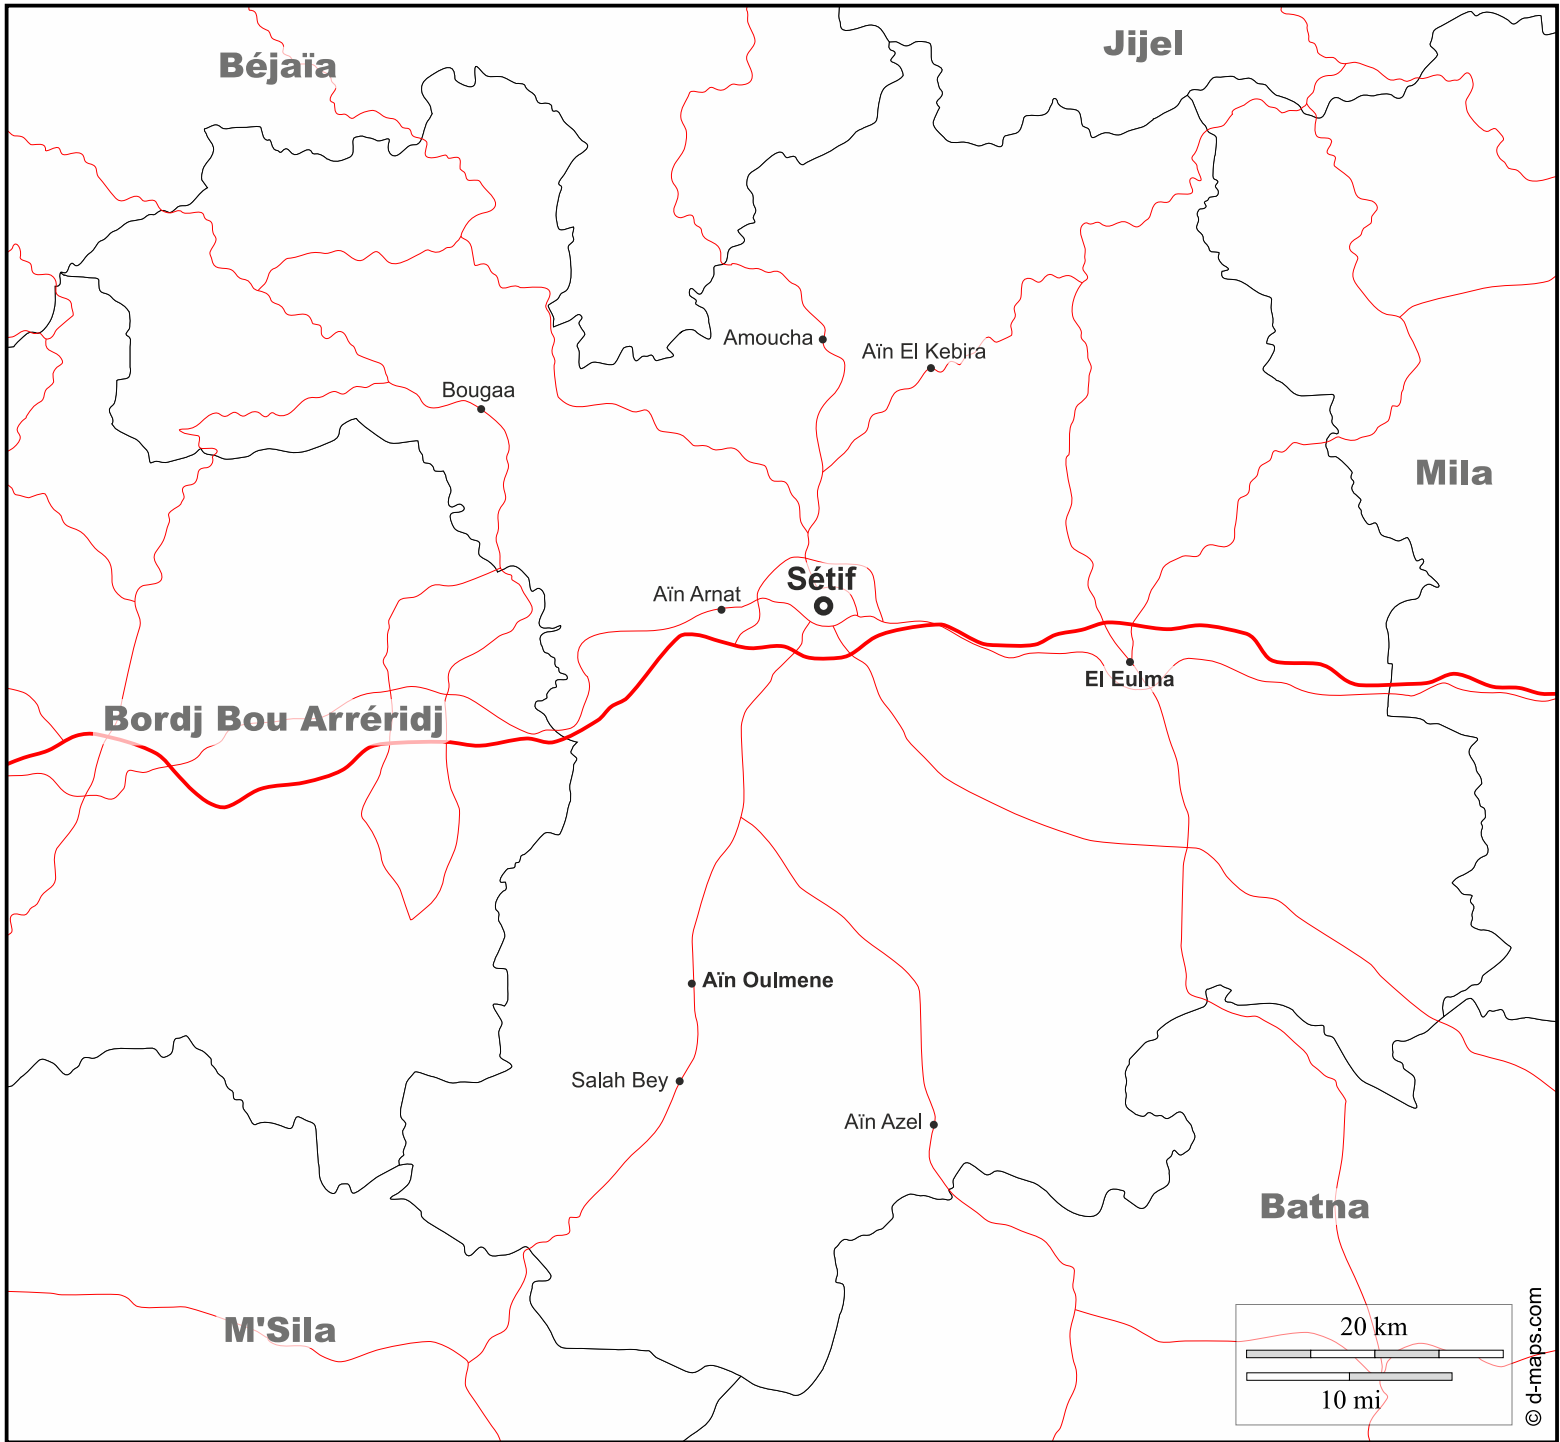 Jijel
Béjaïa
Amoucha
Aïn El Kebira
Bougaa
Mila
Sétif
Aïn Arnat
El Eulma
Bordj Bou Arréridj
Aïn Oulmene
Salah Bey
Aïn Azel
Batna
M'Sila
20 km
10 mi
© d-maps.com